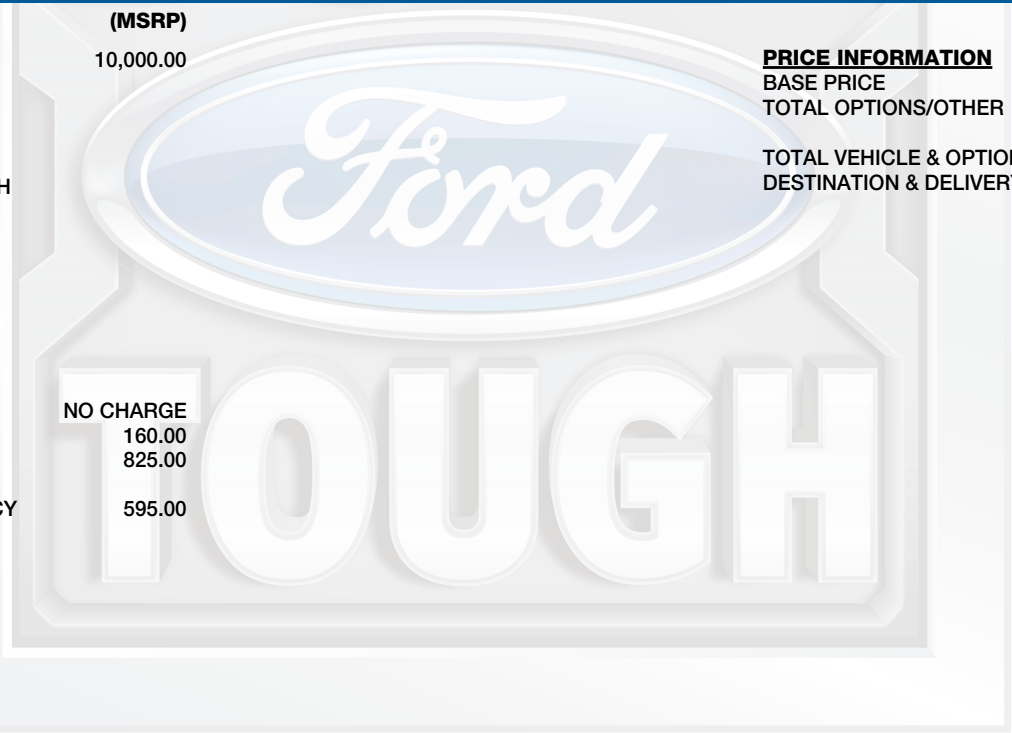 (MSRP)
10,000.00
H
NO CHARGE
160.00
825.00
CY 595.00
PRICE INFORMATION
BASE PRICE
TOTAL OPTIONS/OTHER
TOTAL VEHICLE & OPTION
DESTINATION & DELIVERY
Ford
TOUGH